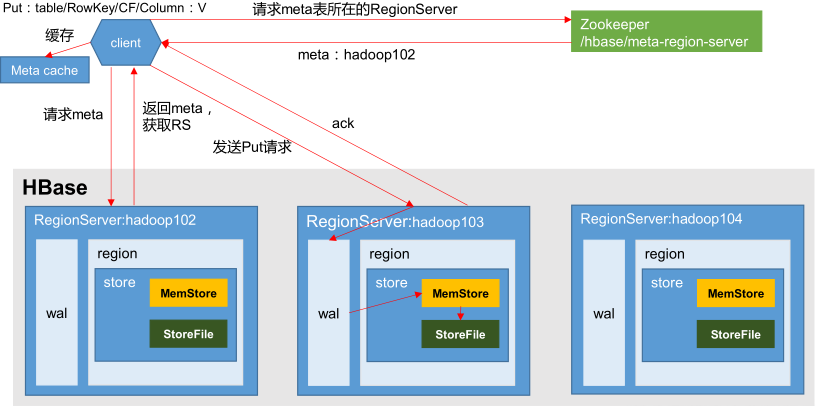 Put：table/RowKey/CF/Column：V
请求meta表所在的RegionServer
Zookeeper
/hbase/meta-region-server
缓存
client
meta：hadoop102
Meta cache
请求meta
返回meta，
获取RS
ack
发送Put请求
HBase
RegionServer:hadoop102
region
store
MemStore
StoreFile
wal
RegionServer:hadoop103
region
store
MemStore
StoreFile
wal
RegionServer:hadoop104
region
store
MemStore
StoreFile
wal